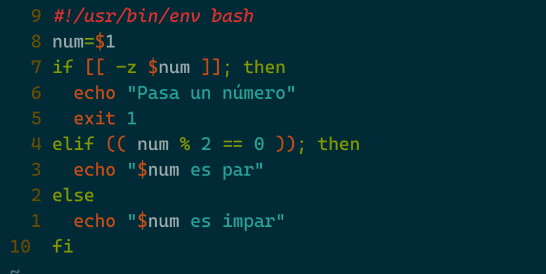 9 #!/usr/bin/env bash
8 num=$1
7 if [[ -z $num ]]; then
6   echo "Pasa un número"
5   exit 1
4 elif (( num % 2 == 0 )); then
3   echo "$num es par"
2 else
1   echo "$num es impar"
10 fi
~